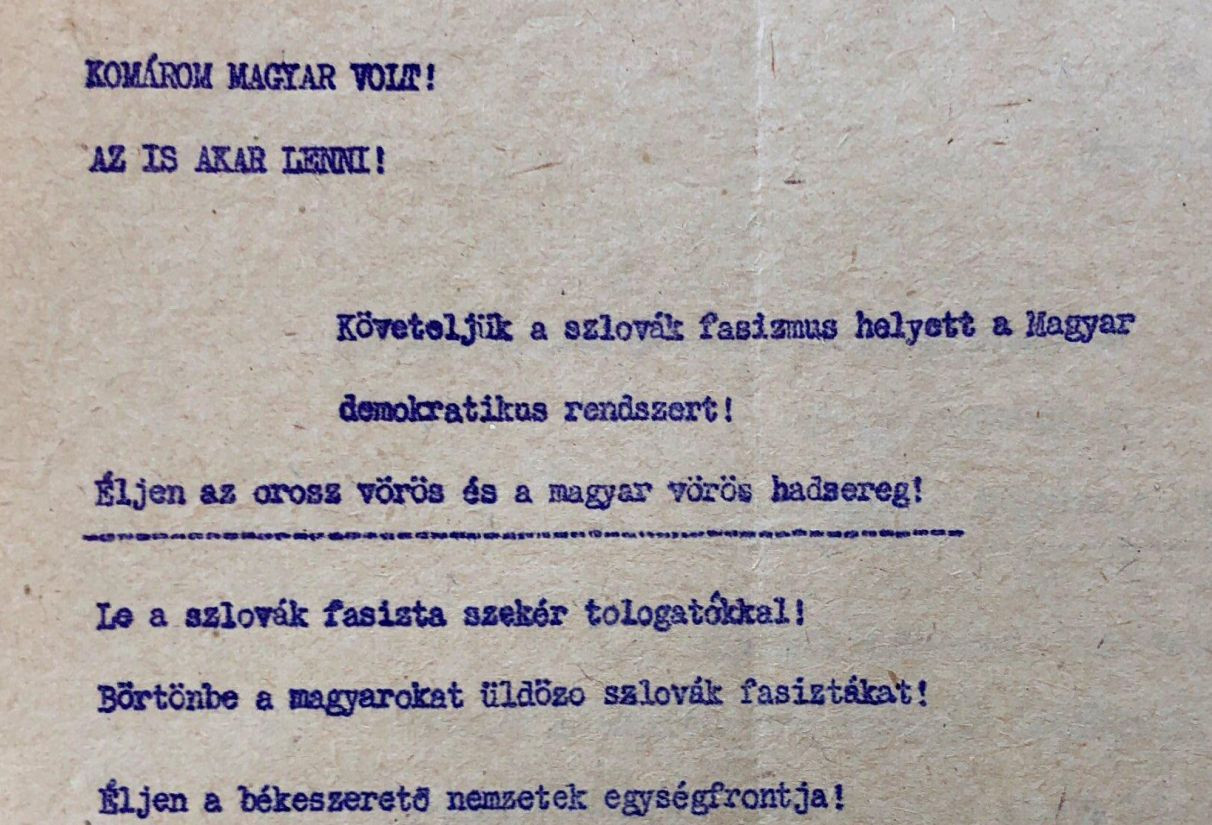 KOMÁROM MAGYAR VOLT!
AZ IS AKAR LENNI!
Követeljük a szlovák fasizmus helyett a Magyar
demokratikus rendszert!
Éljen az orosz vörös és a magyar vörös hadsereg!
Le a szlovák fasizta szekér tologatókkal!
Börtönbe a magyarokat üldözo szlovák fasiztákat!
Éljen a békeszerető nemzetek egységfrontja!